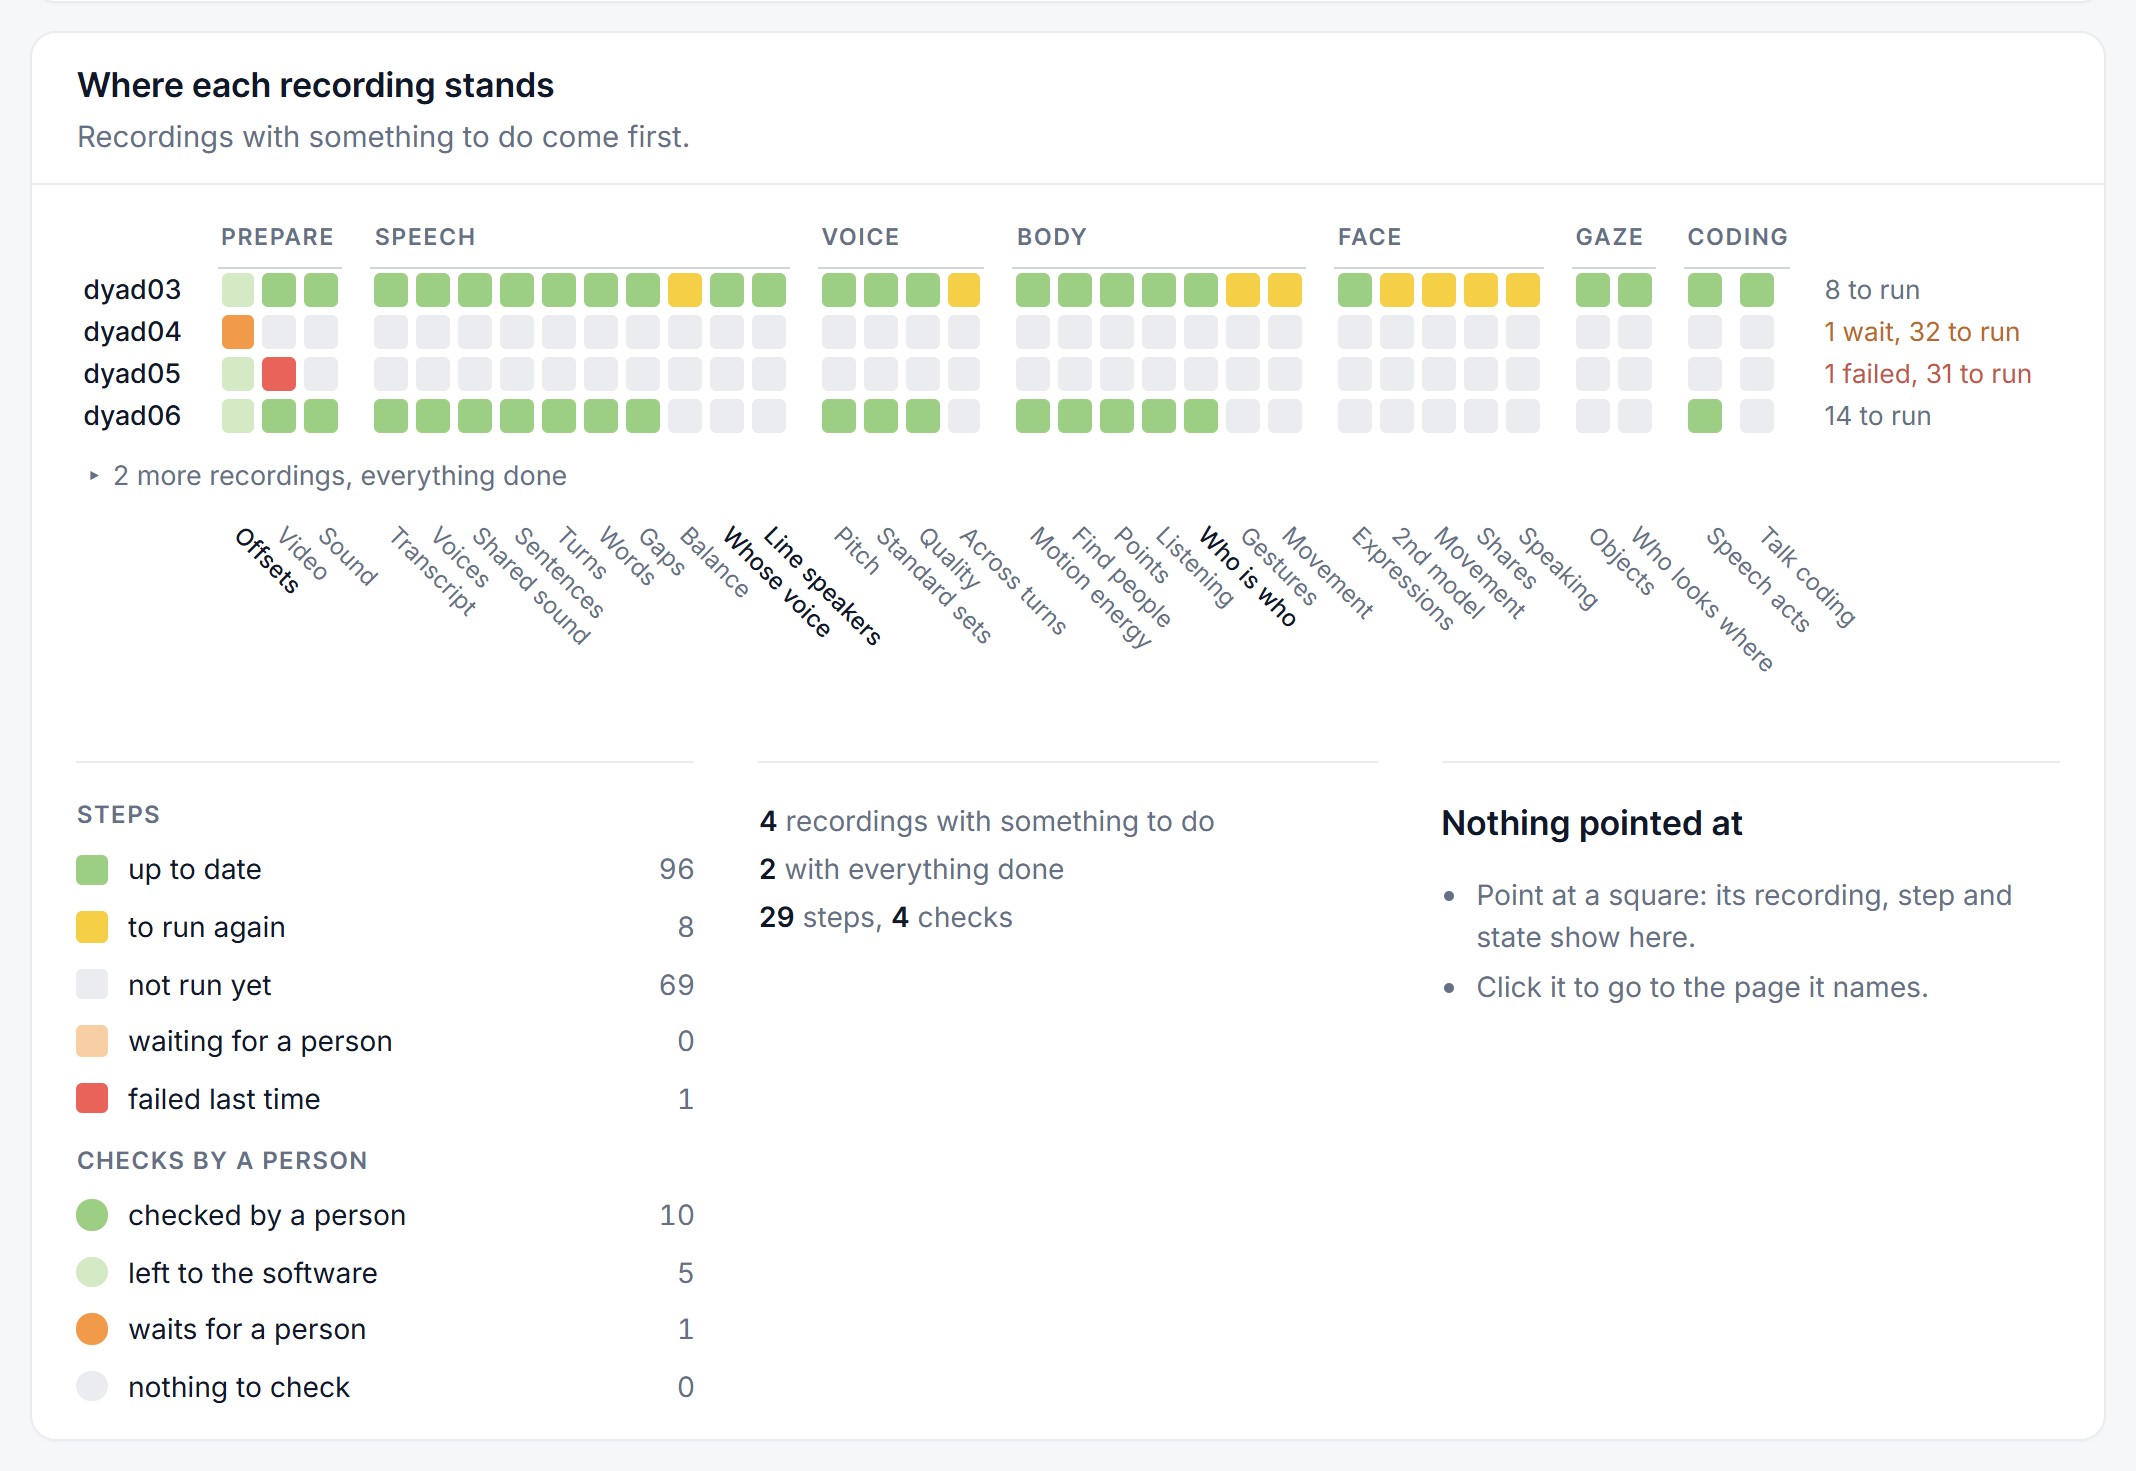 Where each recording stands
Recordings with something to do come first.
PREPARE SPEECH VOICE BODY FACE GAZE CODING
dyad03 8 to run
dyad04 1 wait, 32 to run
dyad05 1 failed, 31 to run
dyad06 14 to run
▸ 2 more recordings, everything done
Offsets
Video
Sound
Transcript
Voices
Shared sound
Sentences
Turns
Words
Gaps
Balance
Whose voice
Line speakers
Pitch
Standard sets
Quality
Across turns
Motion energy
Find people
Points
Listening
Who is who
Gestures
Movement
Expressions
2nd model
Movement
Shares
Speaking
Objects
Who looks where
Speech acts
Talk coding
STEPS
up to date 96
to run again 8
not run yet 69
waiting for a person 0
failed last time 1
CHECKS BY A PERSON
checked by a person 10
left to the software 5
waits for a person 1
nothing to check 0
4 recordings with something to do
2 with everything done
29 steps, 4 checks
Nothing pointed at
• Point at a square: its recording, step and
state show here.
• Click it to go to the page it names.